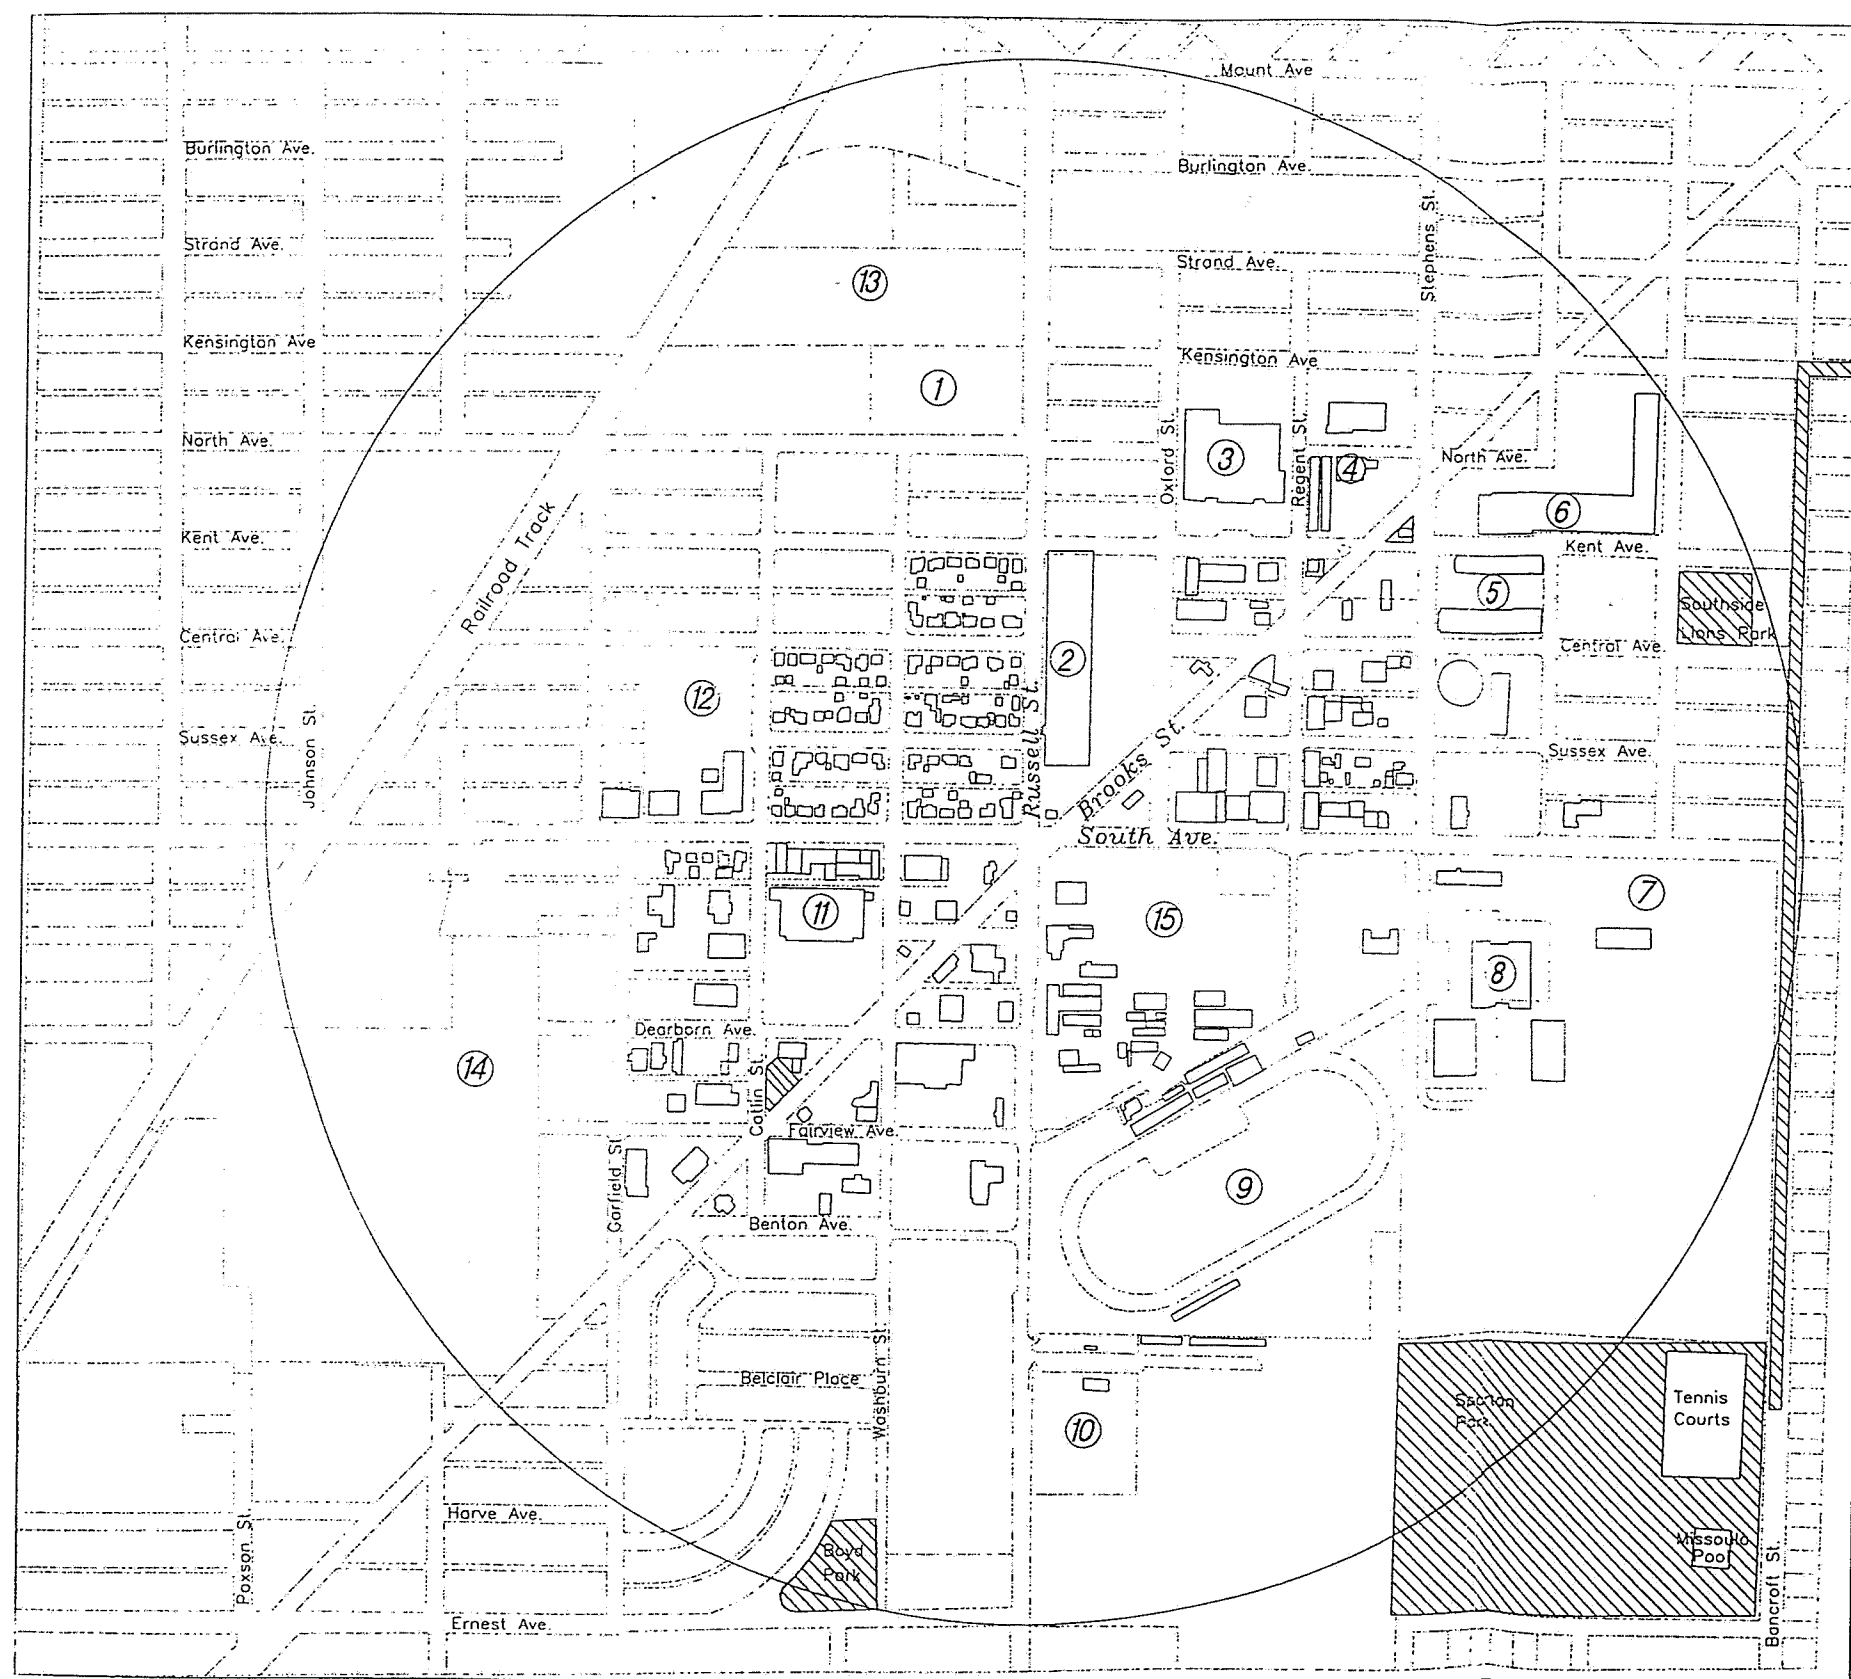 Mount Ave
Burlington Ave.
Burlington Ave.
Stephens St.
Strand Ave.
Strand Ave.
13
Kensington Ave
Kensington Ave
1
North Ave.
Oxford St.
3
Regent St.
4
North Ave.
Railroad Track
6
Kent Ave.
Kent Ave.
5
Southside
Lions Park
Central Ave.
Central Ave.
2
12
Russell St.
Brooks St.
Sussex Ave.
Johnson St.
Sussex Ave.
South Ave.
7
11
15
8
Dearborn Ave.
14
Catlin St.
Fairview Ave.
Garfield St.
9
Benton Ave.
Washburn St.
Belclair Place
10
Park
Tennis
Courts
Harve Ave.
Paxson St.
Boyd
Park
Missoula
Pool
Bancroft St.
Ernest Ave.